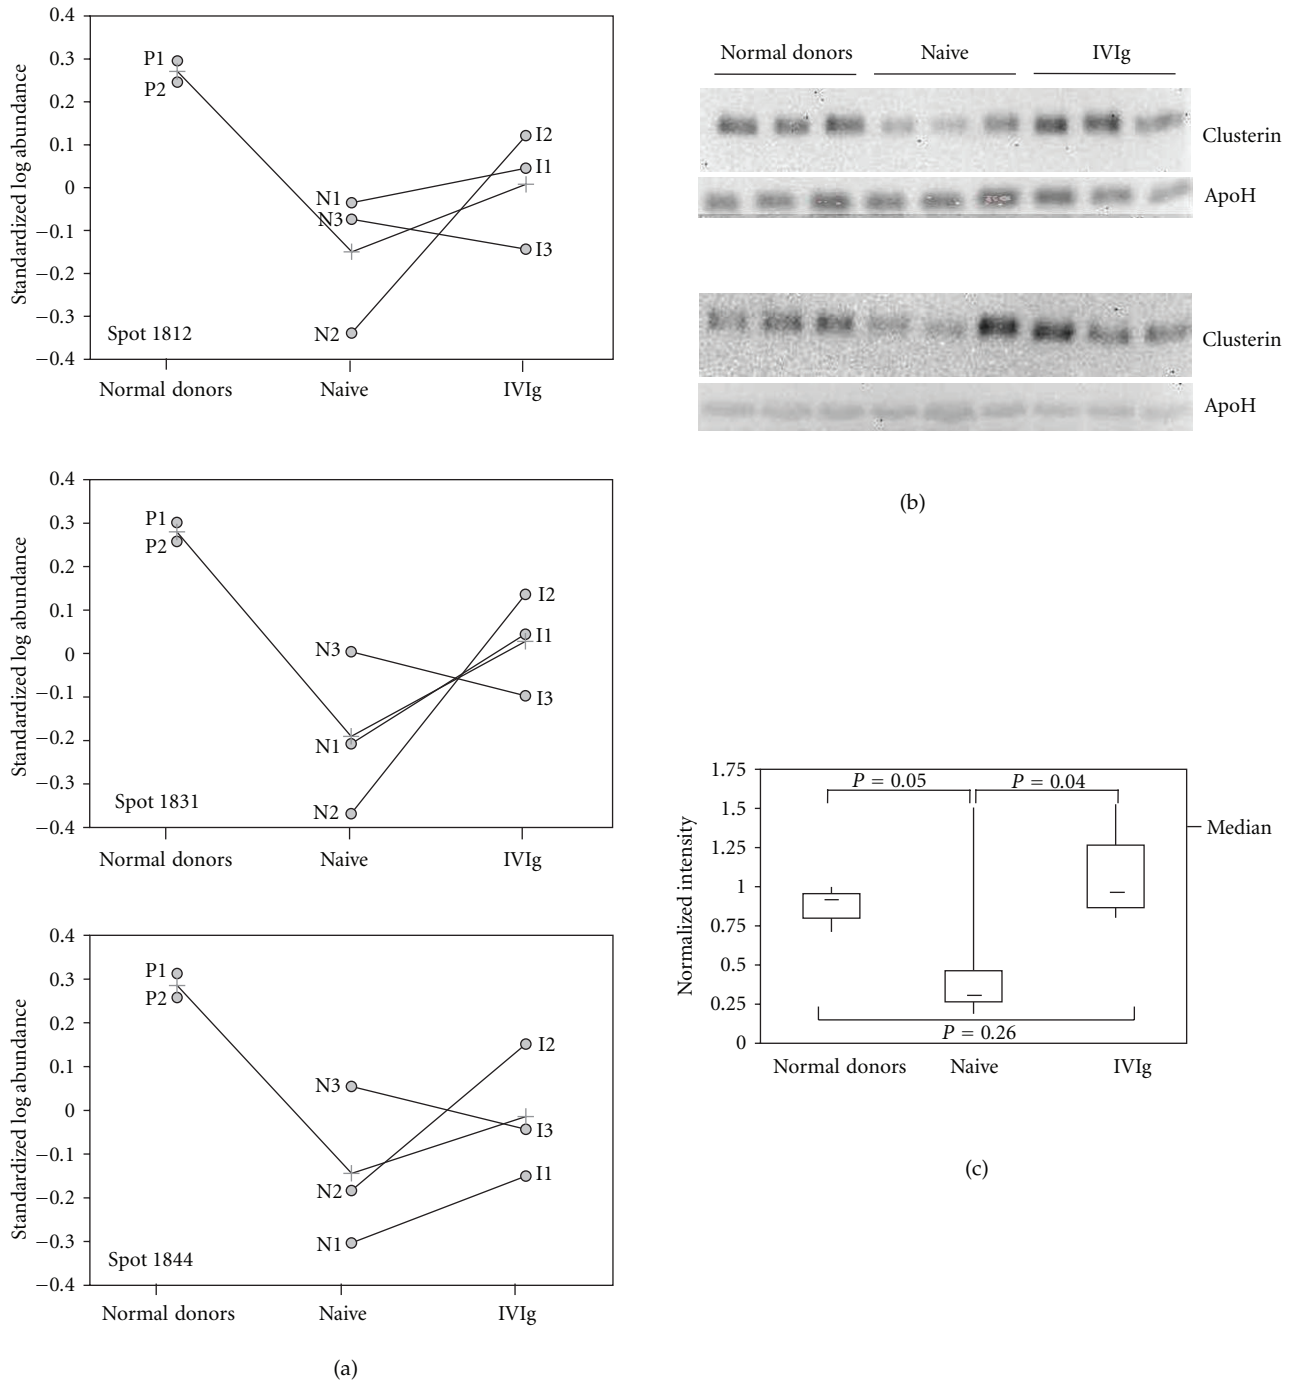 0.4
0.3
0.2
0.1
0
−0.1
−0.2
−0.3
−0.4
Standardized log abundance
P1
P2
N1
N3
N2
I2
I1
I3
Spot 1812
Normal donors Naive IVIg
0.4
0.3
0.2
0.1
0
−0.1
−0.2
−0.3
−0.4
Standardized log abundance
P1
P2
N3
N1
N2
I2
I1
I3
Spot 1831
Normal donors Naive IVIg
0.4
0.3
0.2
0.1
0
−0.1
−0.2
−0.3
−0.4
Standardized log abundance
P1
P2
N3
N2
N1
I2
I3
I1
Spot 1844
Normal donors Naive IVIg
(a)
Normal donors Naive IVIg
Clusterin
ApoH
Clusterin
ApoH
(b)
1.75
1.5
1.25
1
0.75
0.5
0.25
0
Normalized intensity
P = 0.05
P = 0.04
Median
P = 0.26
Normal donors Naive IVIg
(c)